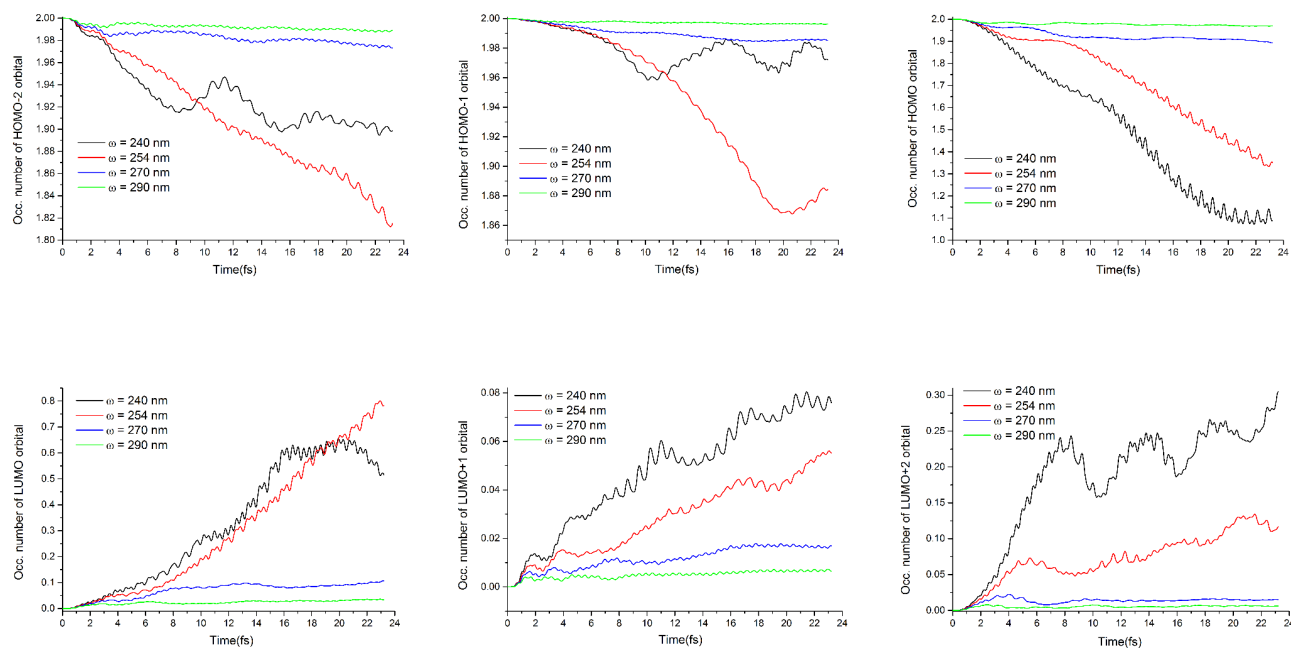 Occ. number of HOMO-2 orbital
2.00
1.98
1.96
1.94
1.92
1.90
1.88
1.86
1.84
1.82
1.80
ω = 240 nm
ω = 254 nm
ω = 270 nm
ω = 290 nm
0 2 4 6 8 10 12 14 16 18 20 22 24
Time(fs)
Occ. number of HOMO-1 orbital
2.00
1.98
1.96
1.94
1.92
1.90
1.88
1.86
ω = 240 nm
ω = 254 nm
ω = 270 nm
ω = 290 nm
0 2 4 6 8 10 12 14 16 18 20 22 24
Time(fs)
Occ. number of HOMO orbital
2.0
1.9
1.8
1.7
1.6
1.5
1.4
1.3
1.2
1.1
1.0
ω = 240 nm
ω = 254 nm
ω = 270 nm
ω = 290 nm
0 2 4 6 8 10 12 14 16 18 20 22 24
Time(fs)
Occ. number of LUMO orbital
0.8
0.7
0.6
0.5
0.4
0.3
0.2
0.1
0.0
ω = 240 nm
ω = 254 nm
ω = 270 nm
ω = 290 nm
0 2 4 6 8 10 12 14 16 18 20 22 24
Time(fs)
Occ. number of LUMO+1 orbital
0.08
0.06
0.04
0.02
0.00
ω = 240 nm
ω = 254 nm
ω = 270 nm
ω = 290 nm
0 2 4 6 8 10 12 14 16 18 20 22 24
Time(fs)
Occ. number of LUMO+2 orbital
0.30
0.25
0.20
0.15
0.10
0.05
0.00
ω = 240 nm
ω = 254 nm
ω = 270 nm
ω = 290 nm
0 2 4 6 8 10 12 14 16 18 20 22 24
Time(fs)